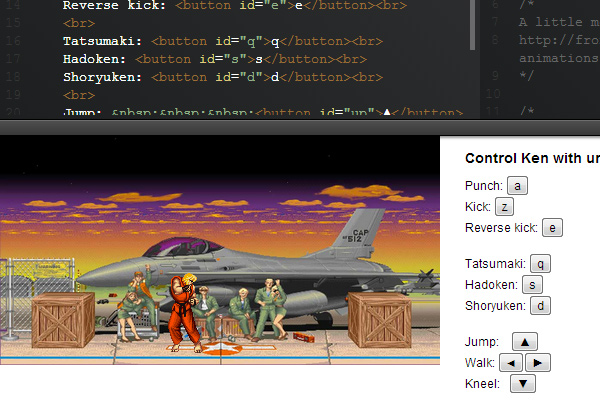 14 Reverse kick: <button id="e">e</button><br>
15 <br>
16 Tatsumaki: <button id="q">q</button><br>
17 Hadoken: <button id="s">s</button><br>
18 Shoryuken: <button id="d">d</button><br>
19 <br>
20 Jump: &nbsp;&nbsp;&nbsp;<button id="up">▲</button>
6 /*
7 A little m
8 http://fro
animations
9 */
10
11 /*
CAP
512
Control Ken with ur
Punch: a
Kick: z
Reverse kick: e
Tatsumaki: q
Hadoken: s
Shoryuken: d
Jump: ▲
Walk: ◄ ►
Kneel: ▼